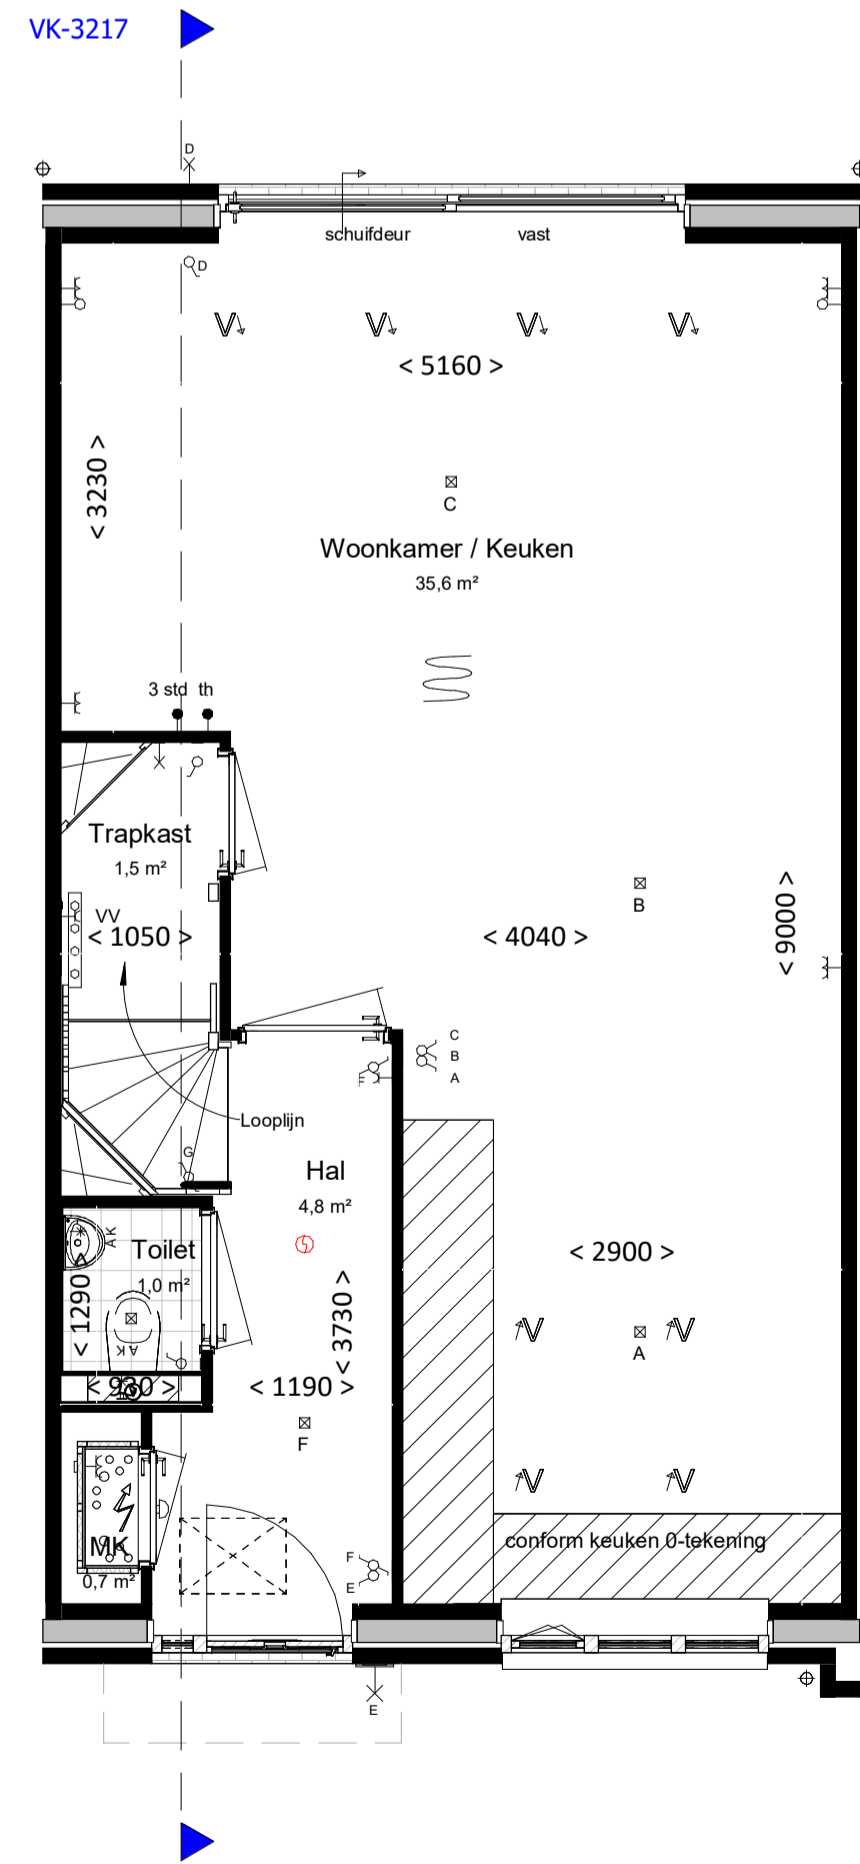 VK-3217
D
schuifdeur vast
D
V V V V
< 5160 >
< 3230 >
C
Woonkamer / Keuken
35,6 m²
3 std th
Trapkast
1,5 m²
B
VV
< 1050 >
< 4040 >
< 9000 >
C
B
A
F
Looplijn
G
Hal
4,8 m²
AK
Toilet
1,0 m²
< 1290 >
AK
< 2900 >
< 3730 >
V V
A
< 930 >
< 1190 >
F
V V
MK
0,7 m²
conform keuken 0-tekening
F
E
E